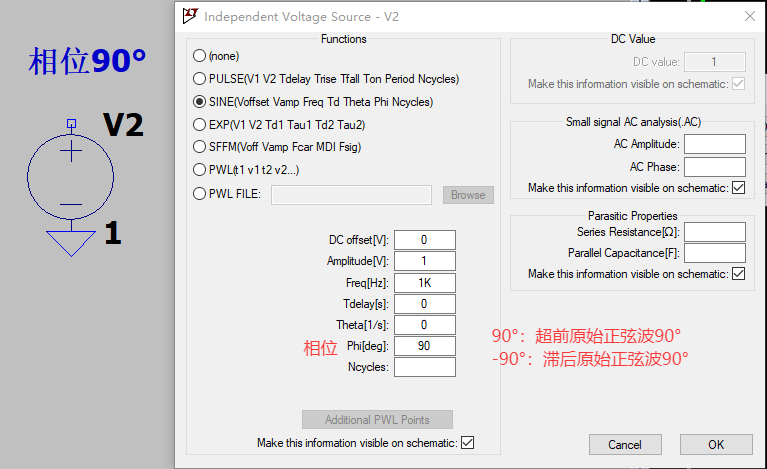 Independent Voltage Source - V2
相位90°
V2
1
Functions
(none)
PULSE(V1 V2 Tdelay Trise Tfall Ton Period Ncycles)
SINE(Voffset Vamp Freq Td Theta Phi Ncycles)
EXP(V1 V2 Td1 Tau1 Td2 Tau2)
SFFM(Voff Vamp Fcar MDI Fsig)
PWL(t1 v1 t2 v2...)
PWL FILE: Browse
DC offset[V]: 0
Amplitude[V]: 1
Freq[Hz]: 1K
Tdelay[s]: 0
Theta[1/s]: 0
相位 Phi[deg]: 90
Ncycles:
Additional PWL Points
Make this information visible on schematic:
DC Value
DC value: 1
Make this information visible on schematic:
Small signal AC analysis(.AC)
AC Amplitude:
AC Phase:
Make this information visible on schematic:
Parasitic Properties
Series Resistance[Ω]:
Parallel Capacitance[F]:
Make this information visible on schematic:
90°：超前原始正弦波90°
-90°：滞后原始正弦波90°
Cancel OK